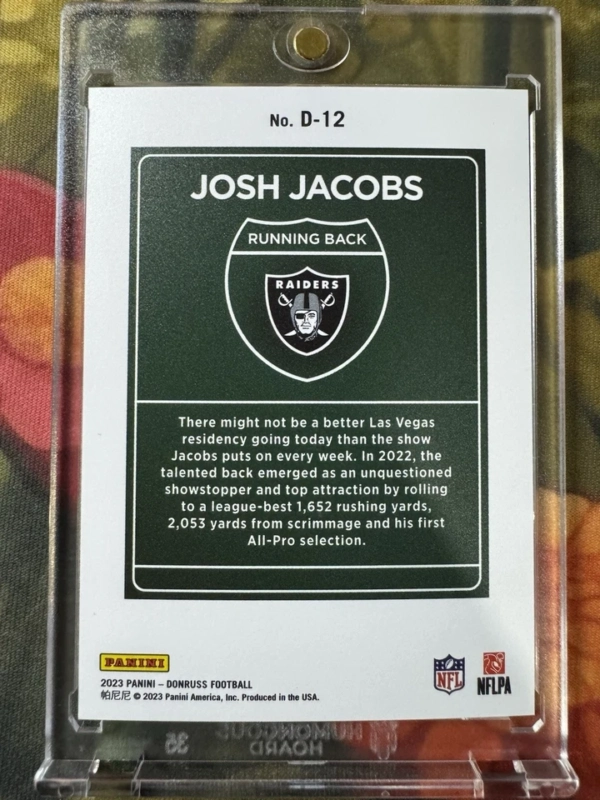 No. D-12
JOSH JACOBS
RUNNING BACK
RAIDERS
There might not be a better Las Vegas
residency going today than the show
Jacobs puts on every week. In 2022, the
talented back emerged as an unquestioned
showstopper and top attraction by rolling
to a league-best 1,652 rushing yards,
2,053 yards from scrimmage and his first
All-Pro selection.
PANINI
NFL
NFLPA
2023 PANINI – DONRUSS FOOTBALL
帕尼尼 © 2023 Panini America, Inc. Produced in the USA.
HUMONGOUS
HOARD
35